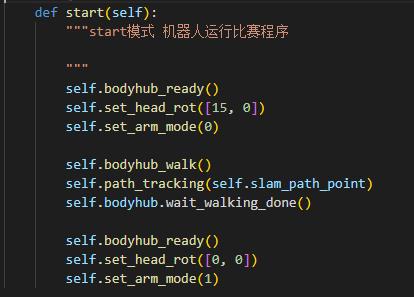 def start(self):
"""start模式 机器人运行比赛程序
"""
self.bodyhub_ready()
self.set_head_rot([15, 0])
self.set_arm_mode(0)
self.bodyhub_walk()
self.path_tracking(self.slam_path_point)
self.bodyhub.wait_walking_done()
self.bodyhub_ready()
self.set_head_rot([0, 0])
self.set_arm_mode(1)